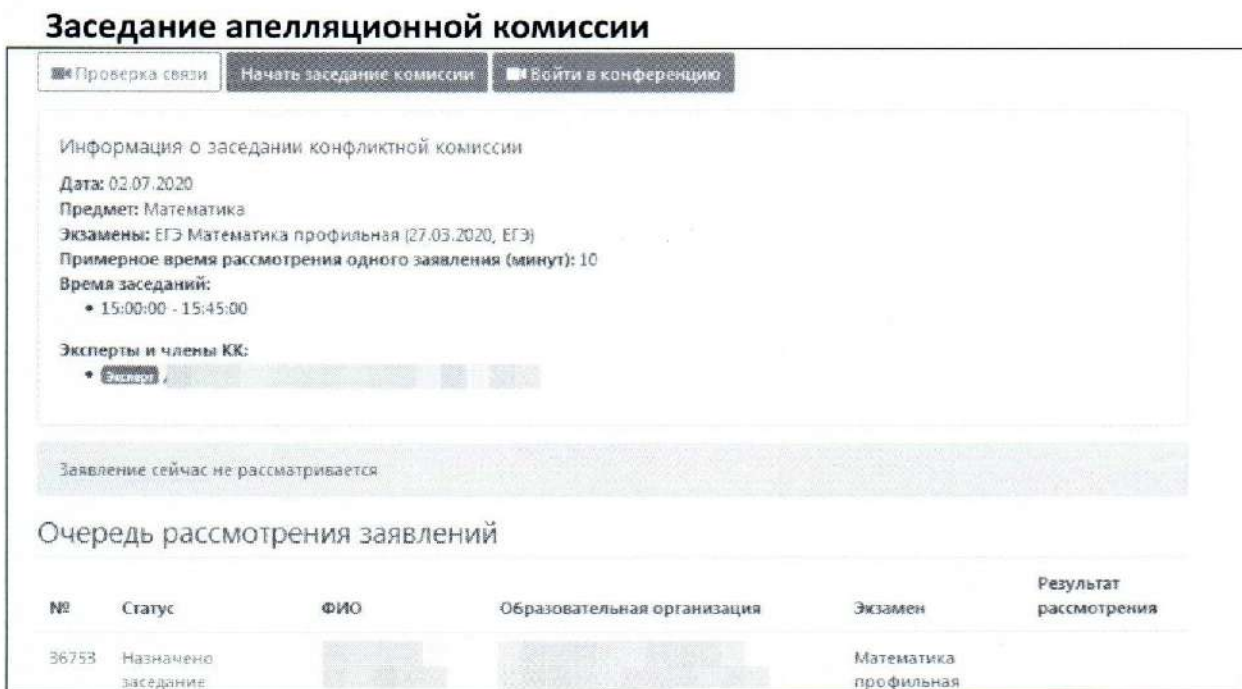 Заседание апелляционной комиссии
Проверка связи Начать заседание комиссии Войти в конференцию
Информация о заседании конфликтной комиссии
Дата: 02.07.2020
Предмет: Математика
Экзамены: ЕГЭ Математика профильная (27.03.2020, ЕГЭ)
Примерное время рассмотрения одного заявления (минут): 10
Время заседаний:
• 15:00:00 - 15:45:00
Эксперты и члены КК:
• Эксперт
Заявление сейчас не рассматривается
Очередь рассмотрения заявлений
№ Статус ФИО Образовательная организация Экзамен Результат рассмотрения
36753 Назначено заседание Математика профильная